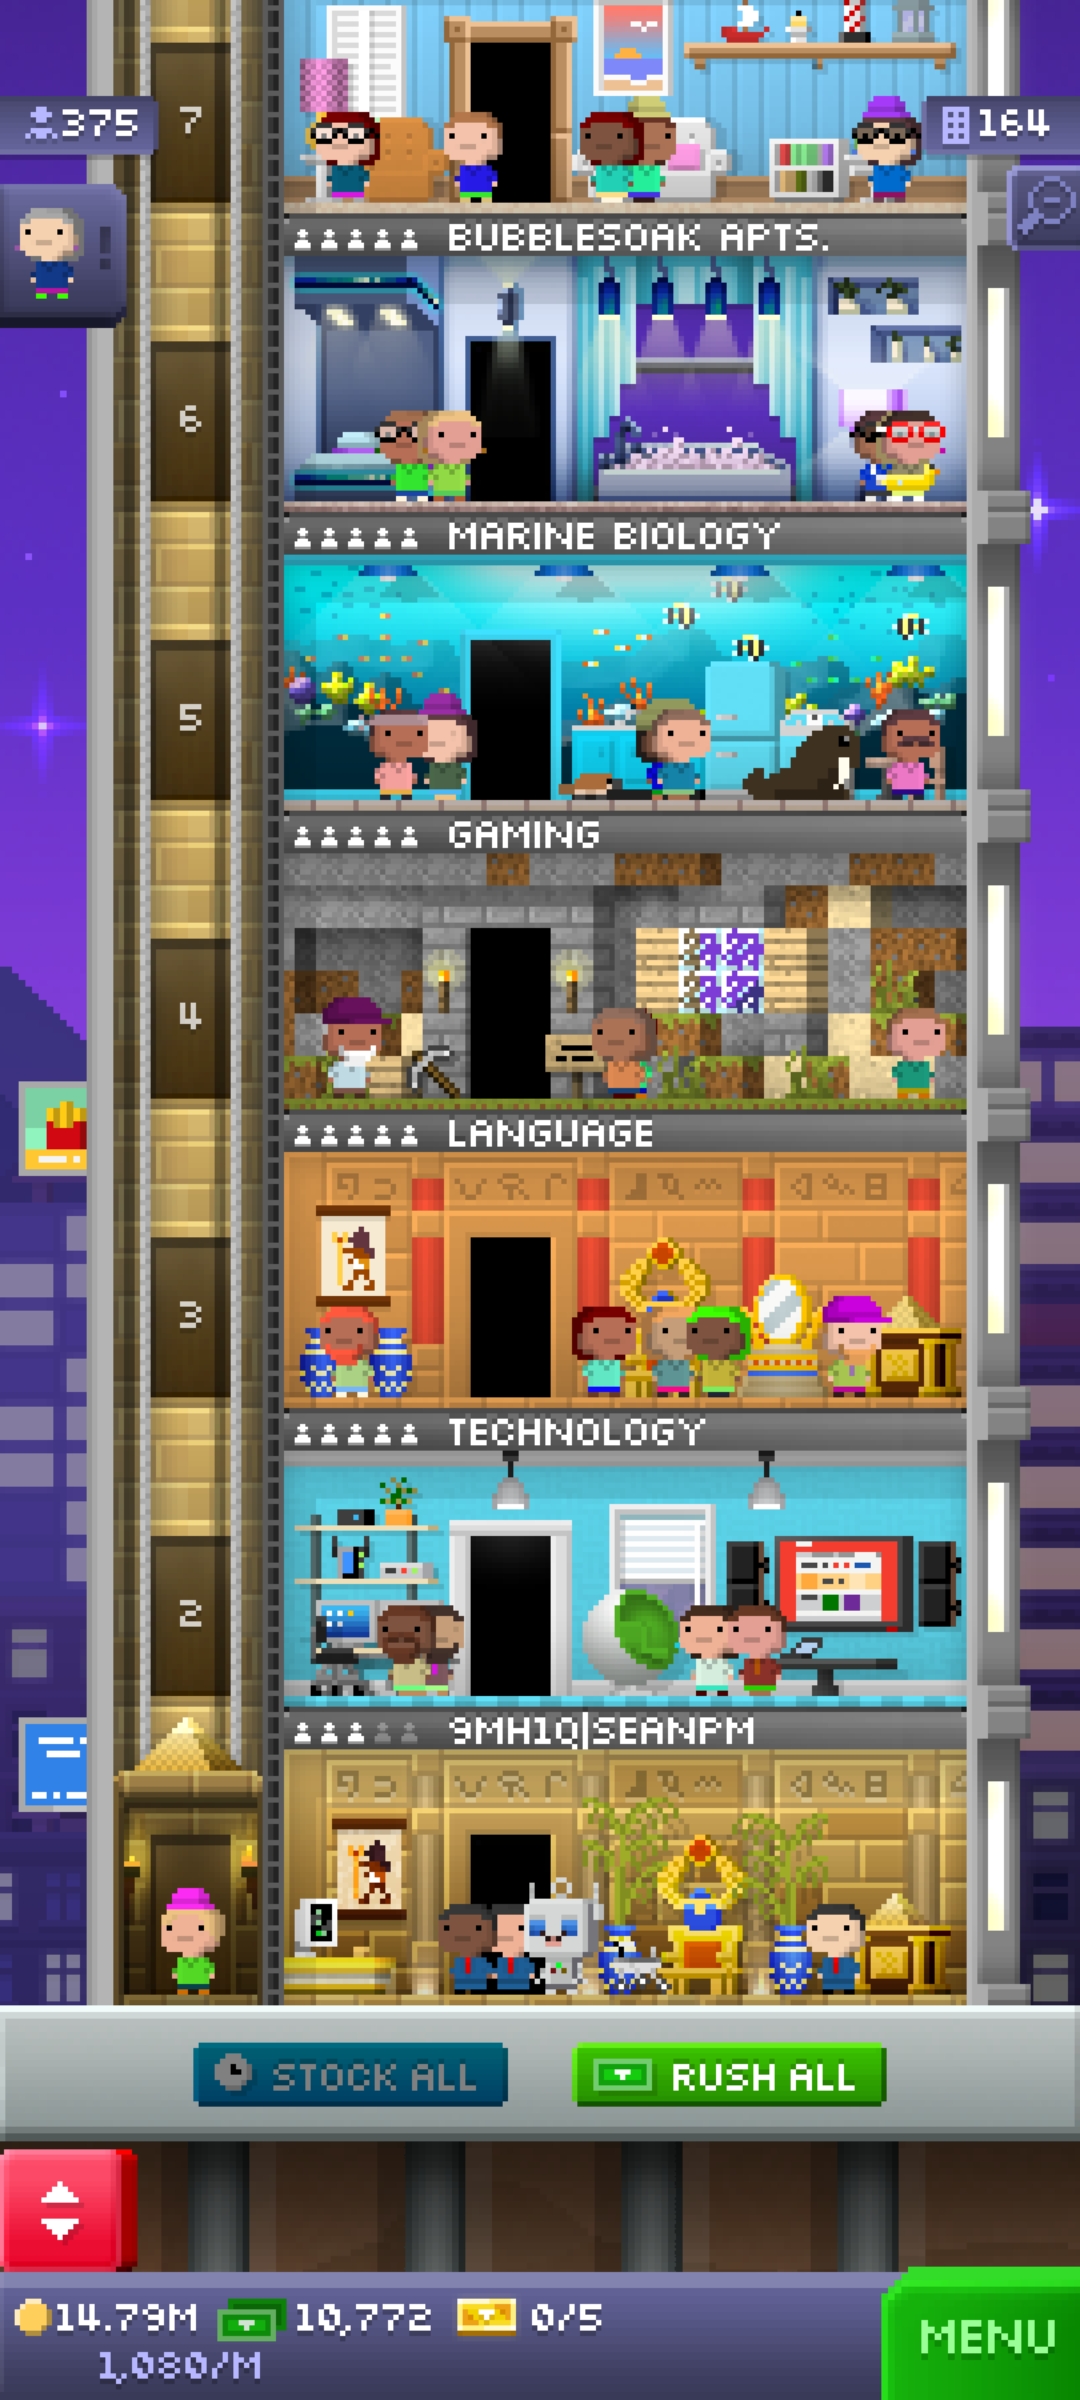 375
7
164
!
BUBBLESOAK APTS.
6
MARINE BIOLOGY
5
GAMING
4
LANGUAGE
3
TECHNOLOGY
2
9MH1Q|SEANPM
STOCK ALL
RUSH ALL
14.79M
10,772
0/5
1,080/M
MENU